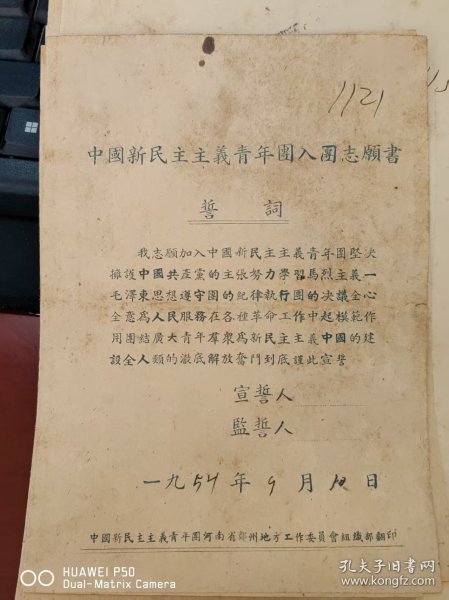 1121
中國新民主主義青年團入團志願書
誓詞
我志願加入中國新民主主義青年團堅決
擁護中國共產黨的主張努力學習馬烈主義一
毛澤東思想遵守團的紀律執行團的決議全心
全意爲人民服務在各種革命工作中起模範作
用團結廣大青年羣衆爲新民主主義中國的建
設全人類的澈底解放奮鬥到底謹此宣誓
宣誓人
監誓人
一九54年9月10日
中國新民主主義青年團河南省鄭州地方工作委員會組織部翻印
HUAWEI P50
Dual-Matrix Camera
孔夫子旧书网
kongfz.com